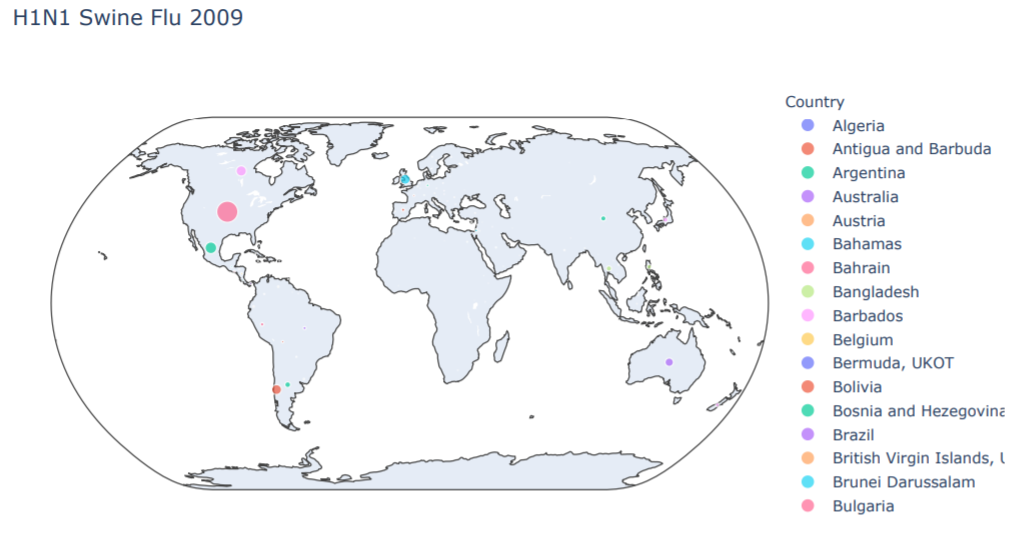 H1N1 Swine Flu 2009
Country
Algeria
Antigua and Barbuda
Argentina
Australia
Austria
Bahamas
Bahrain
Bangladesh
Barbados
Belgium
Bermuda, UKOT
Bolivia
Bosnia and Hezegovina
Brazil
British Virgin Islands,
Brunei Darussalam
Bulgaria